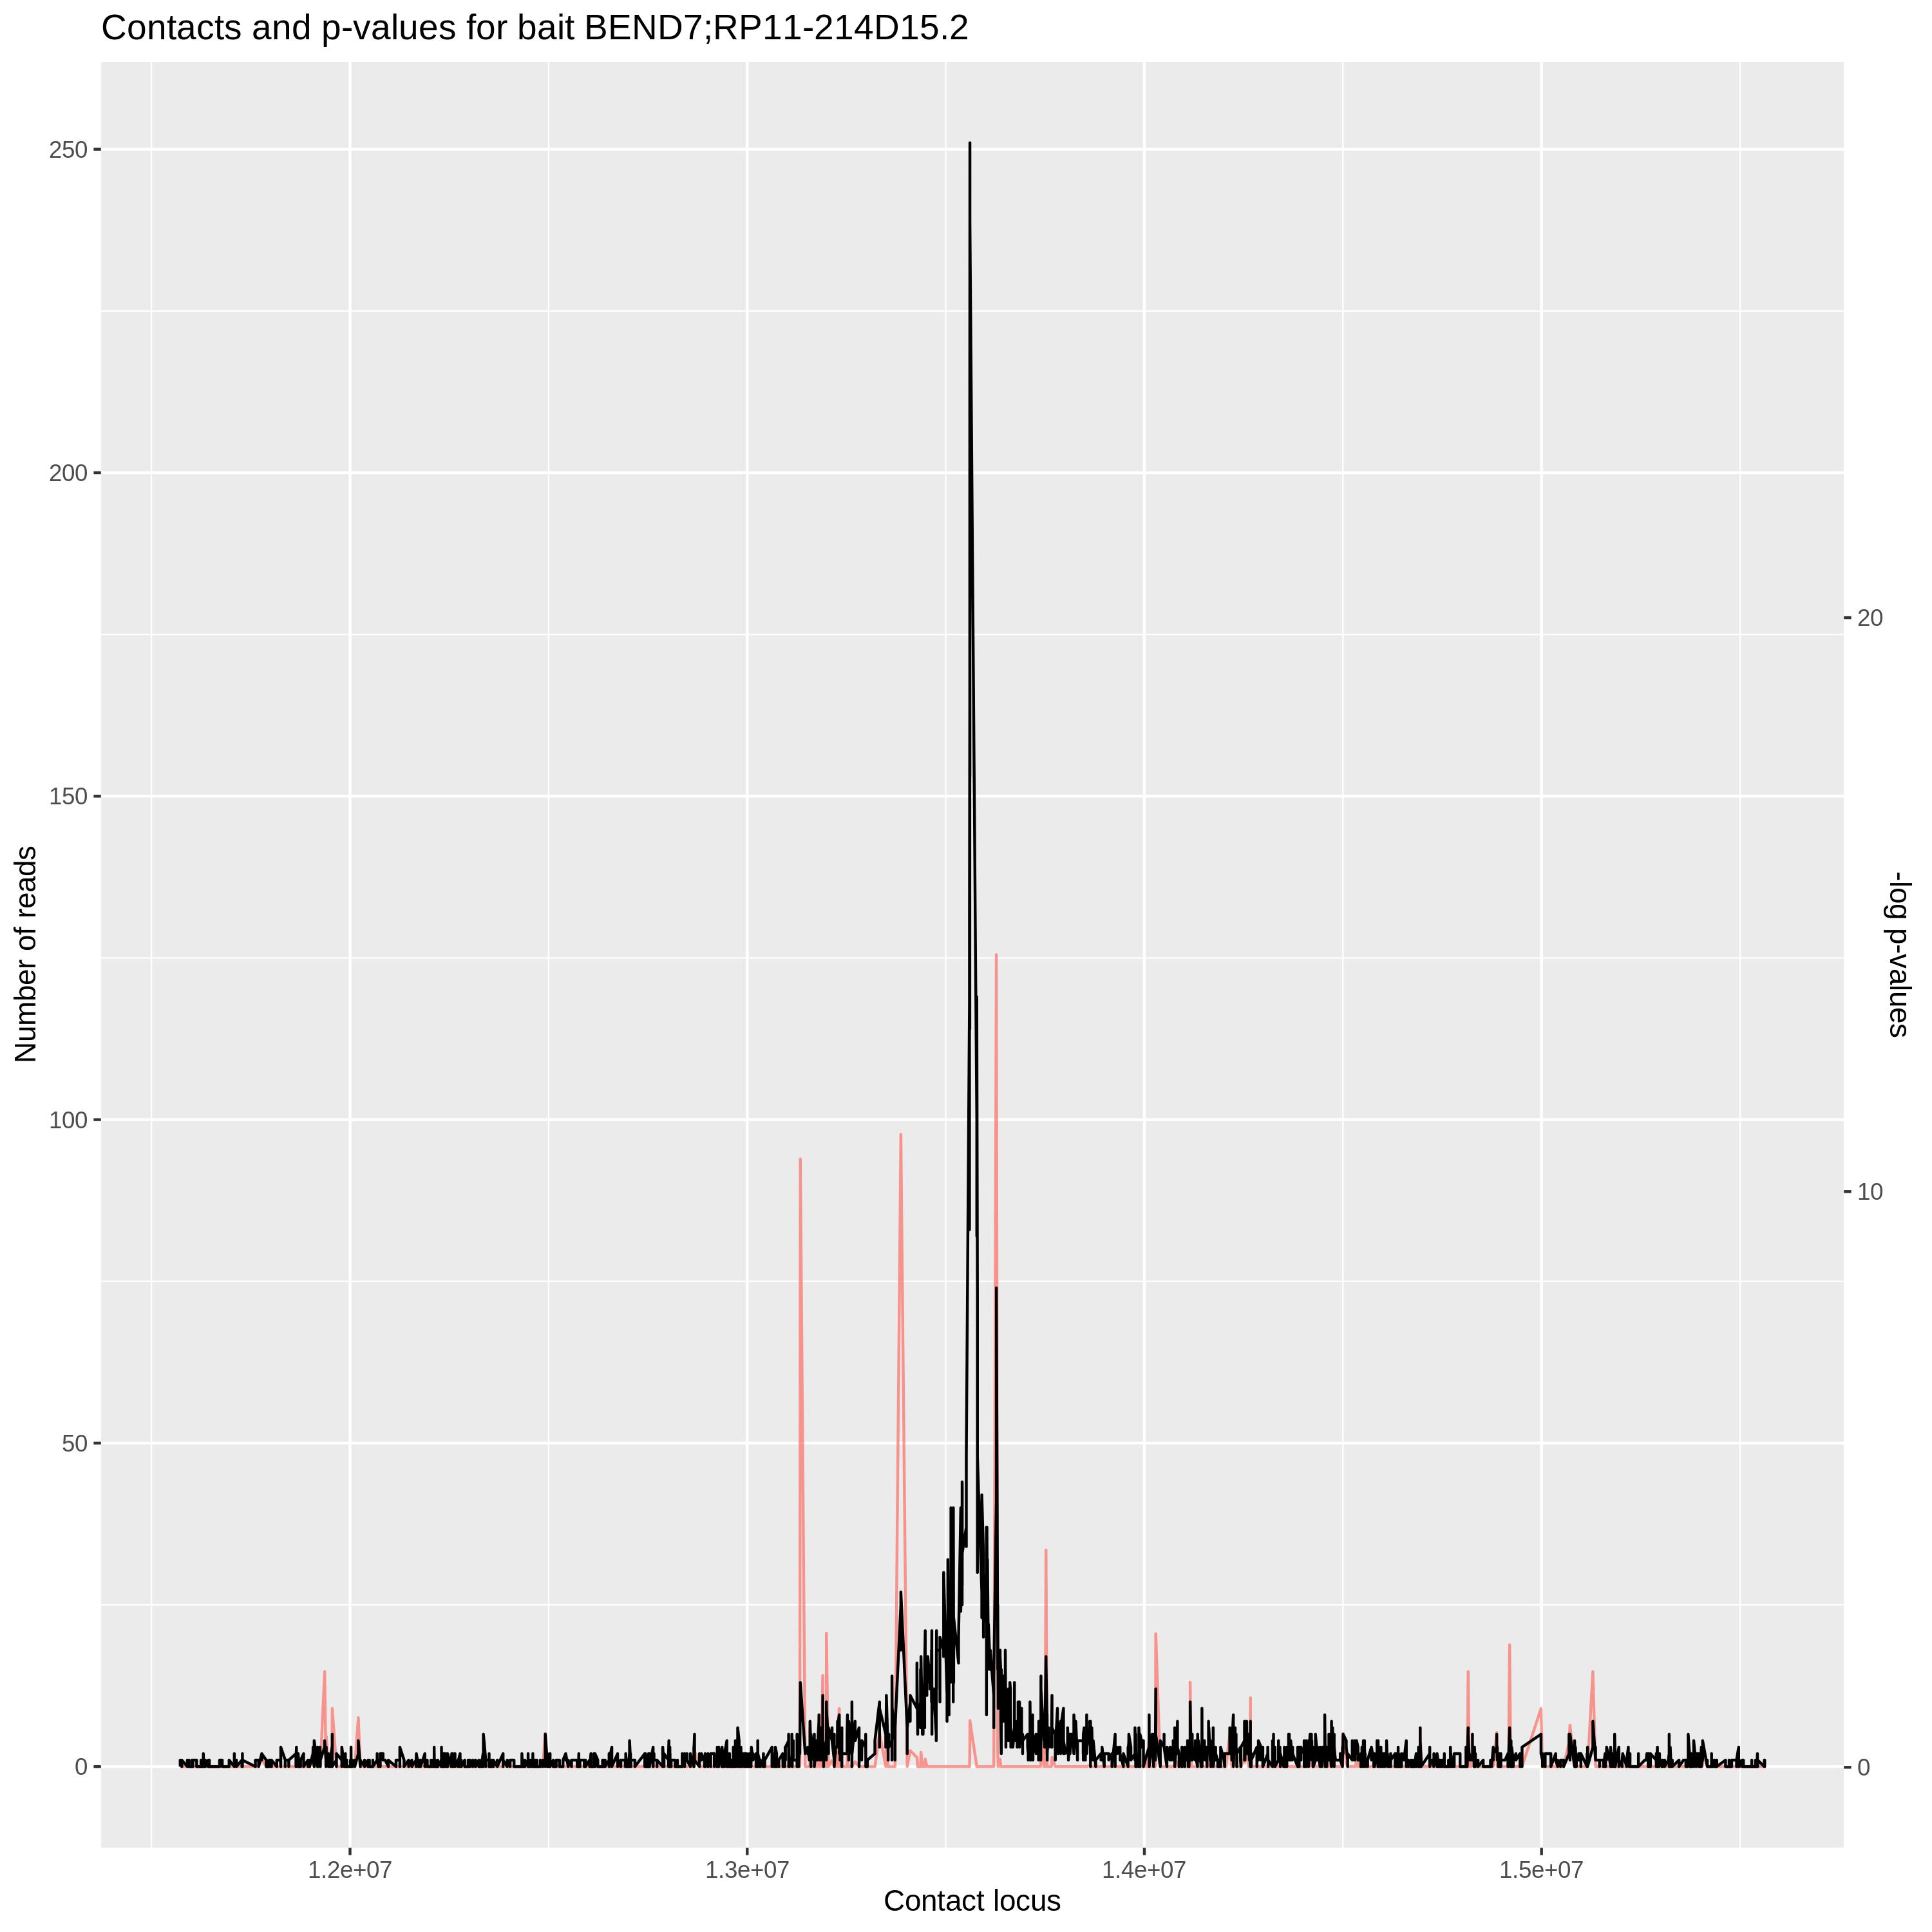 Contacts and p-values for bait BEND7;RP11-214D15.2
250
200
150
100
50
0
Number of reads
20
10
0
-log p-values
1.2e+07
1.3e+07
1.4e+07
1.5e+07
Contact locus